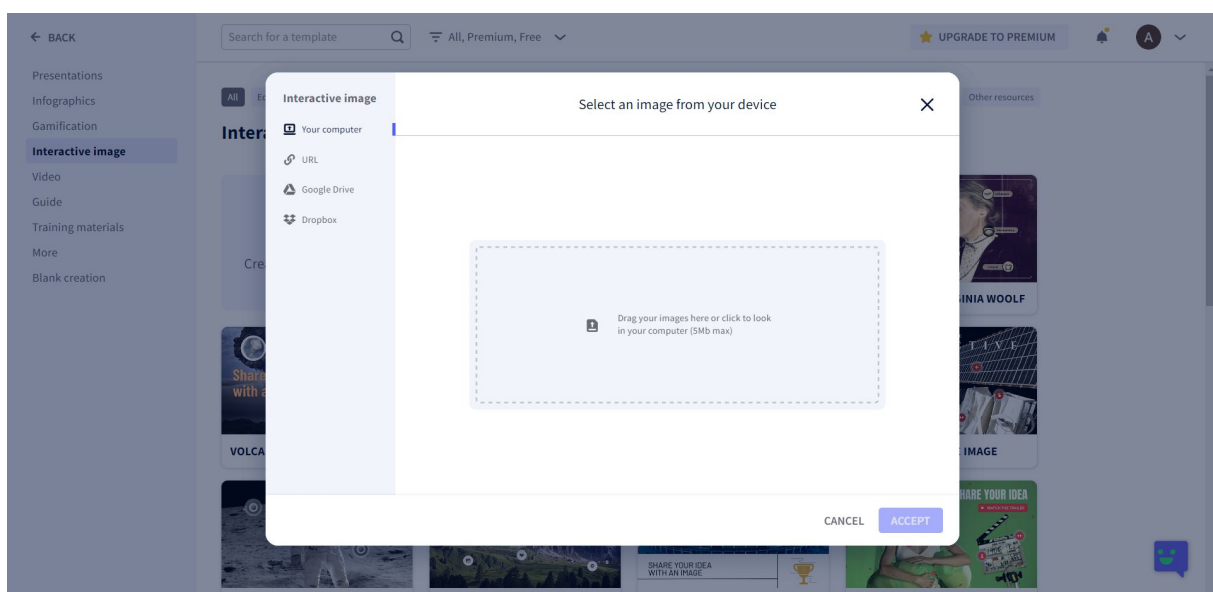 BACK
Search for a template
All, Premium, Free
UPGRADE TO PREMIUM
A
Presentations
Infographics
Gamification
Interactive image
Video
Guide
Training materials
More
Blank creation
All
Other resources
Interactive image
Your computer
URL
Google Drive
Dropbox
Select an image from your device
Drag your images here or click to look
in your computer (5Mb max)
CANCEL
ACCEPT
INIA WOOLF
Share
with a
VOLCA
IMAGE
SHARE YOUR IDEA
WITH AN IMAGE
HARE YOUR IDEA